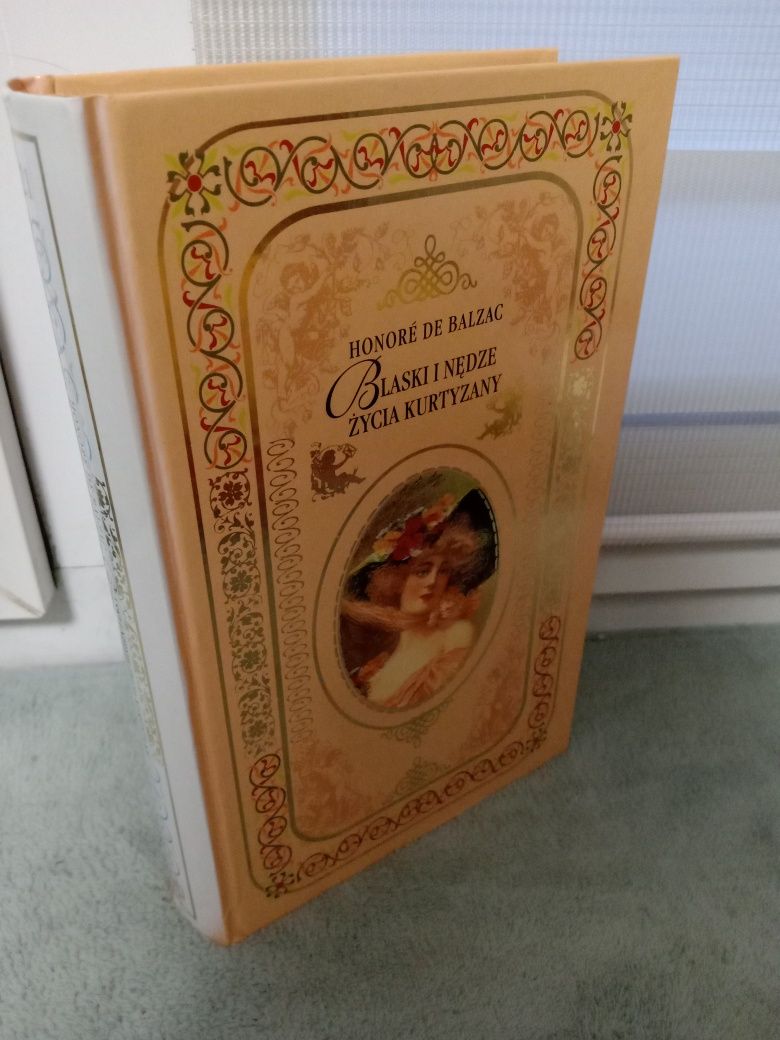 HONORÉ DE BALZAC
BLASKI I NĘDZE
ŻYCIA KURTYZANY